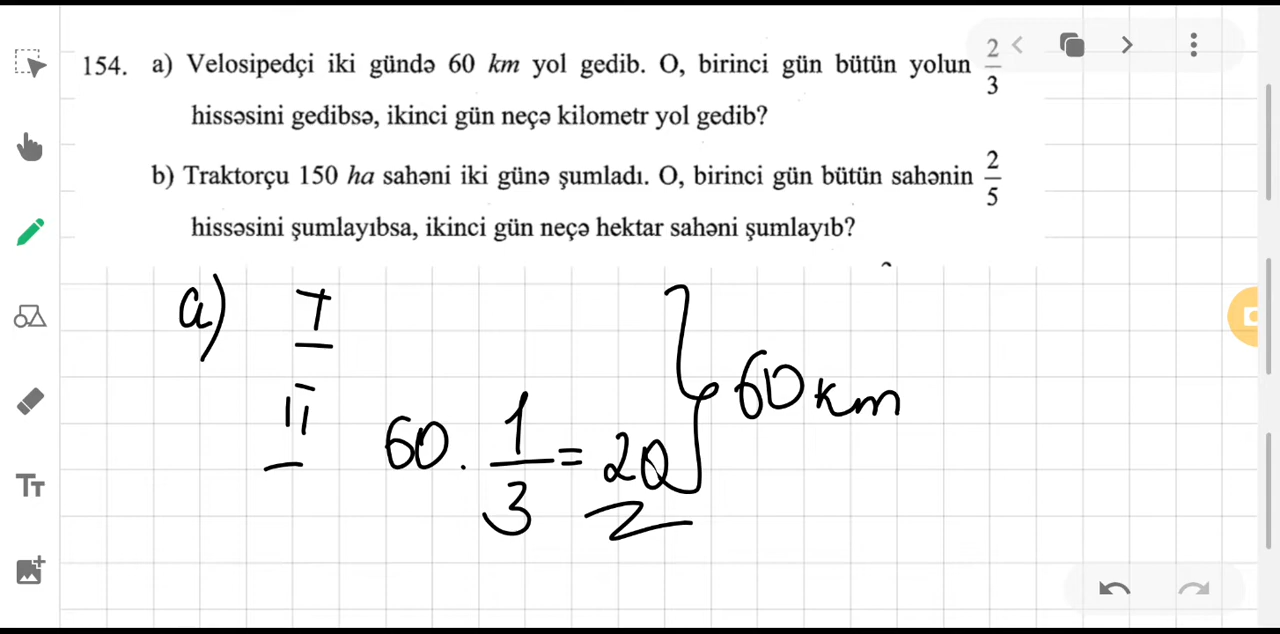 154. a) Velosipedçi iki gündə 60 km yol gedib. O, birinci gün bütün yolun 2/3
hissəsini gedibsə, ikinci gün neçə kilometr yol gedib?
b) Traktorçu 150 ha sahəni iki günə şumladı. O, birinci gün bütün sahənin 2/5
hissəsini şumlayıbsa, ikinci gün neçə hektar sahəni şumlayıb?
a) I
II 60 . 1/3 = 20
60 km
TT